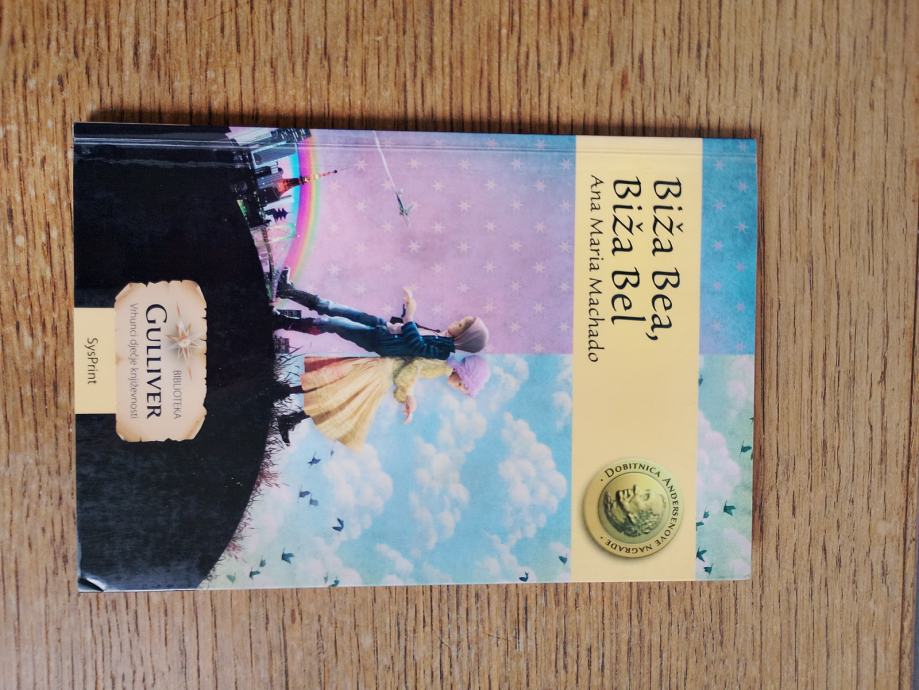 Biža Bea,
Biža Bel
Ana Maria Machado
· DOBITNICA ANDERSENOVE NAGRADE ·
BIBLIOTEKA
GULLIVER
Vrhunci dječje književnosti
SysPrint